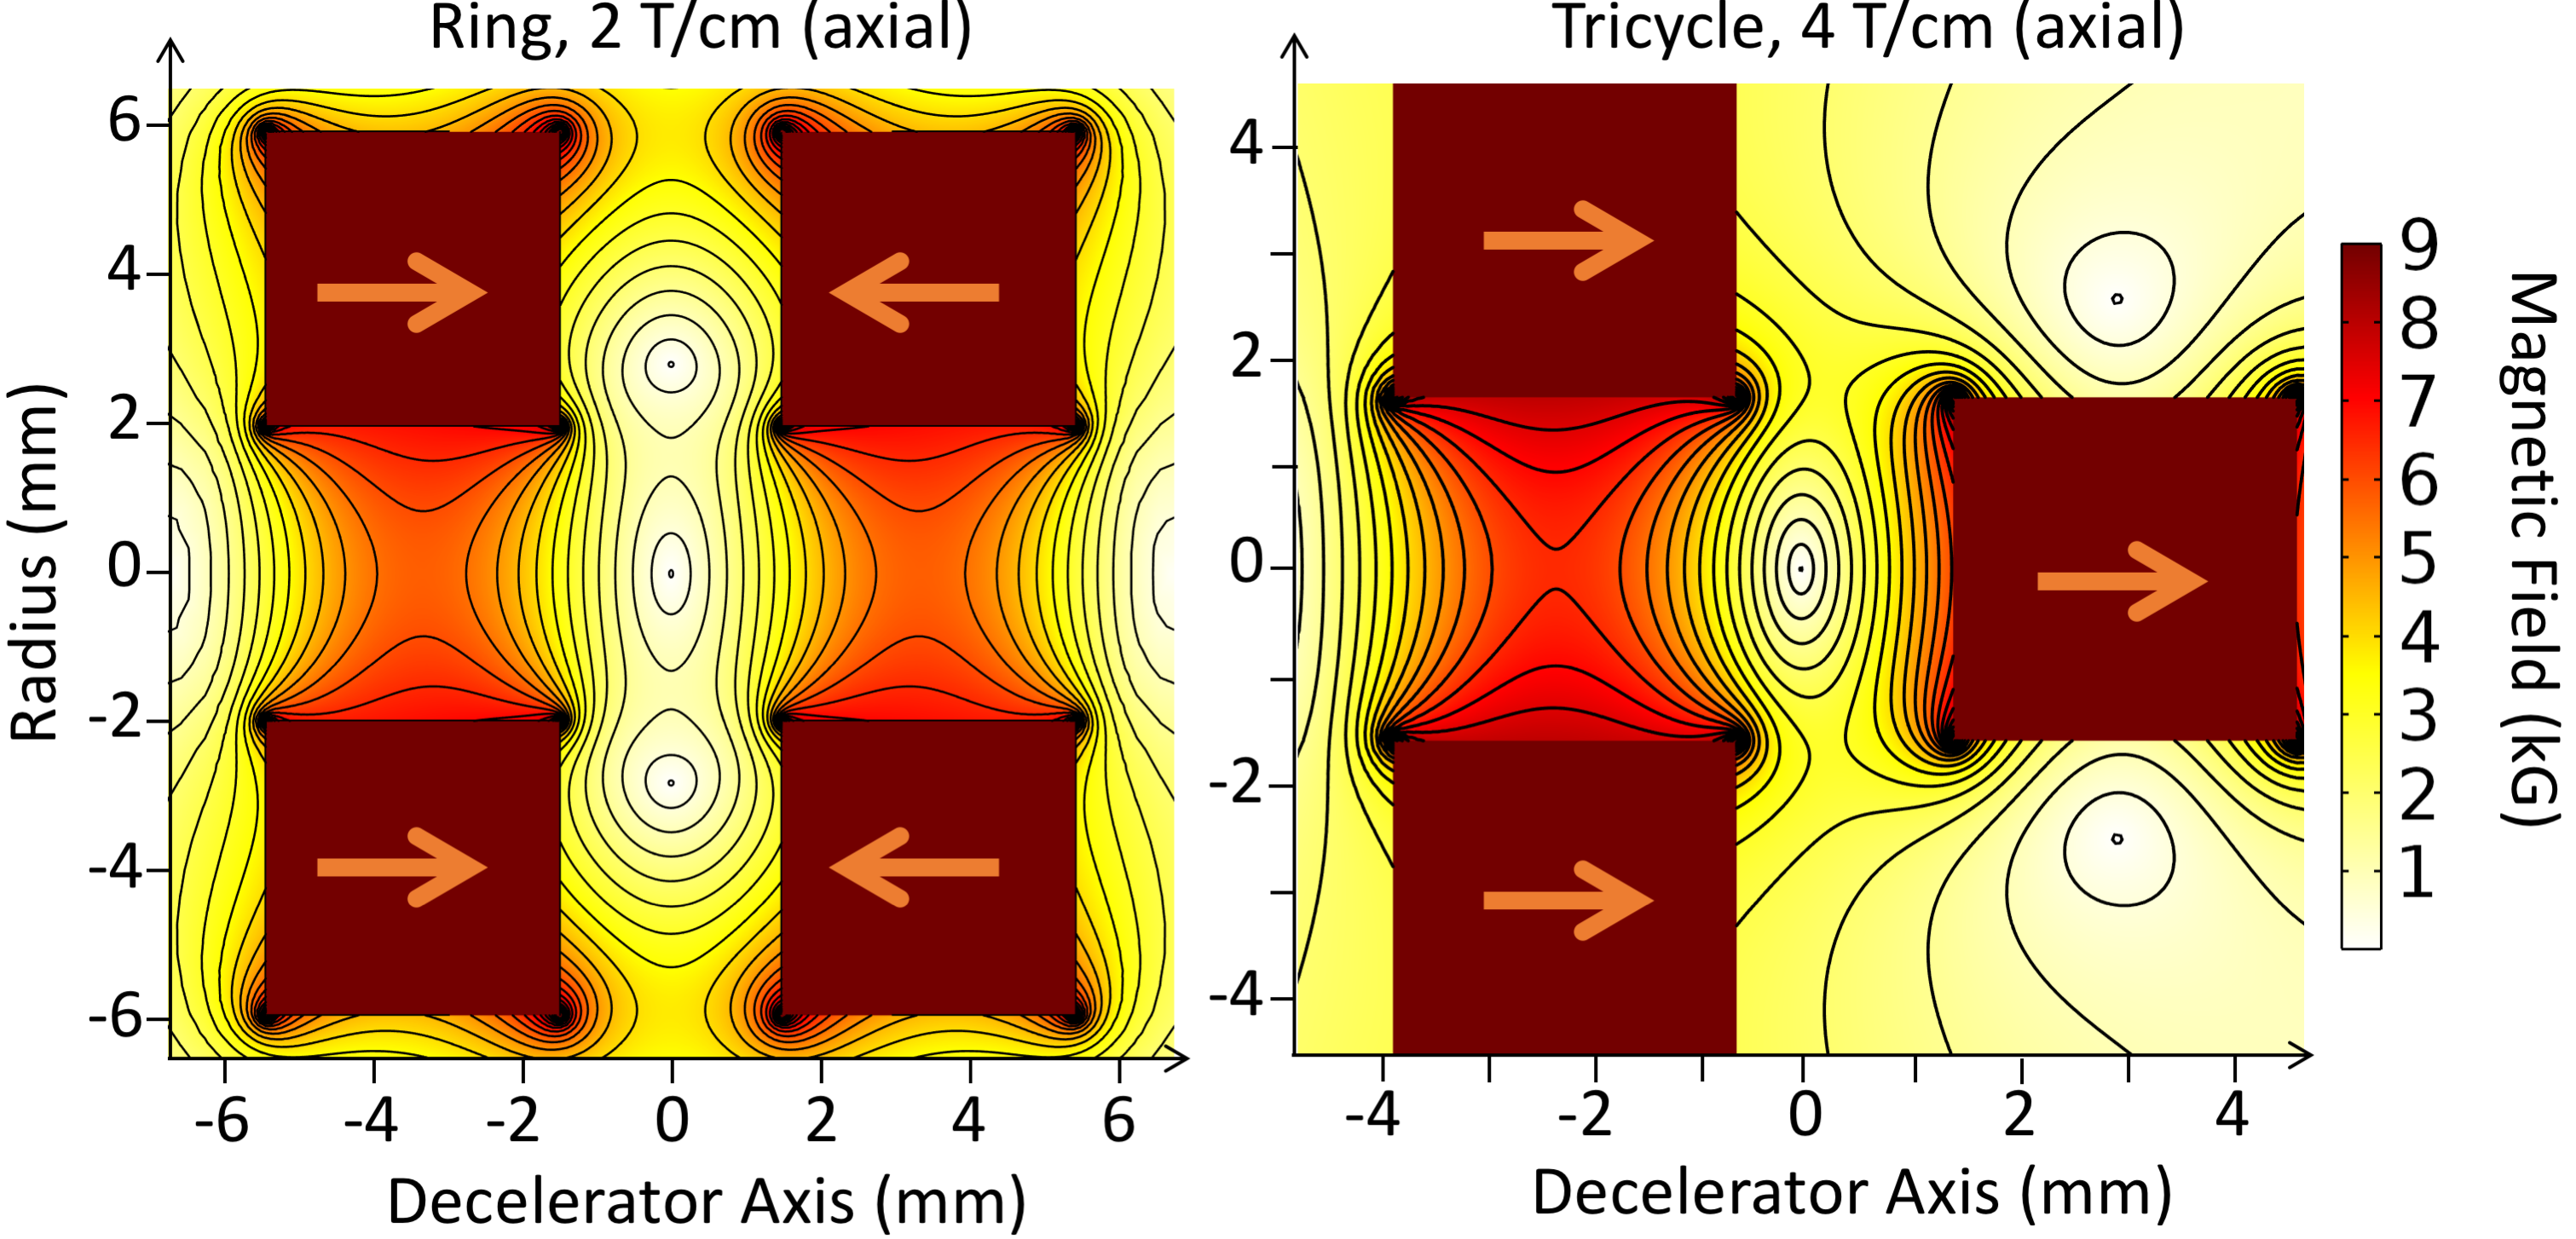 Ring, 2 T/cm (axial)
Radius (mm)
6
4
2
0
-2
-4
-6
-6 -4 -2 0 2 4 6
Decelerator Axis (mm)
Tricycle, 4 T/cm (axial)
4
2
0
-2
-4
-4 -2 0 2 4
Decelerator Axis (mm)
9
8
7
6
5
4
3
2
1
Magnetic Field (kG)